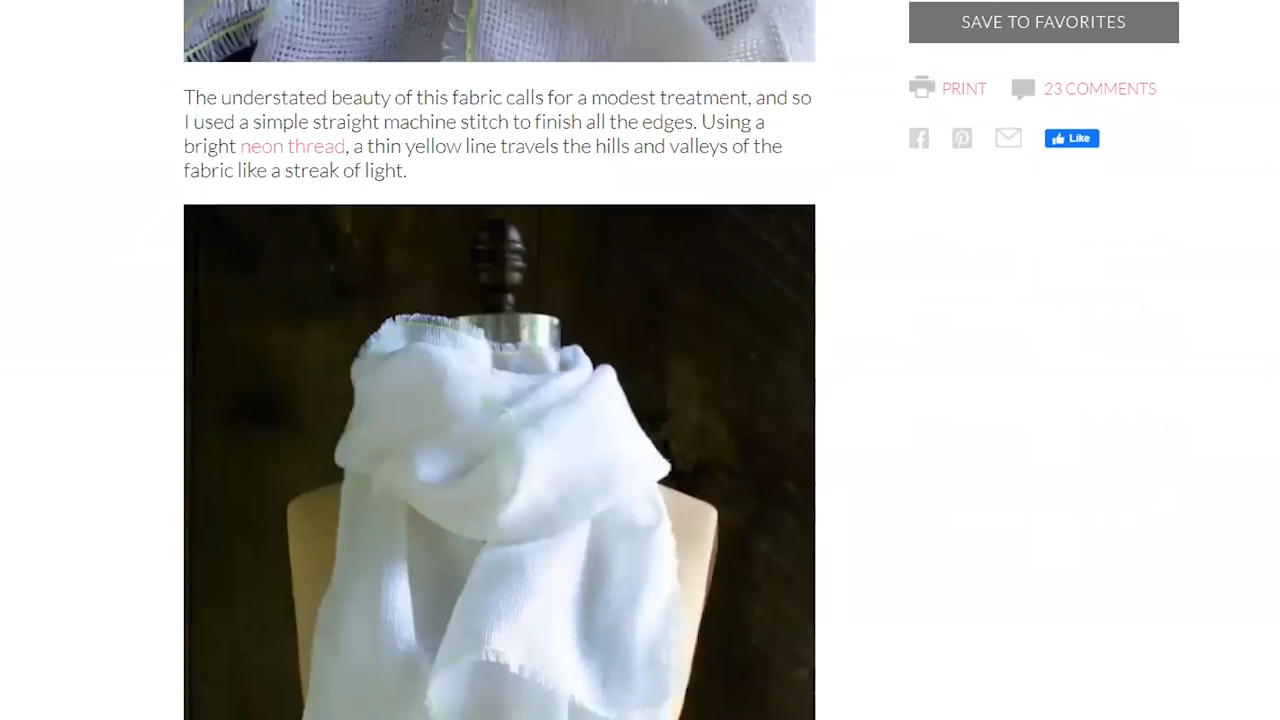 SAVE TO FAVORITES
The understated beauty of this fabric calls for a modest treatment, and so
I used a simple straight machine stitch to finish all the edges. Using a
bright neon thread, a thin yellow line travels the hills and valleys of the
fabric like a streak of light.
PRINT
23 COMMENTS
Like